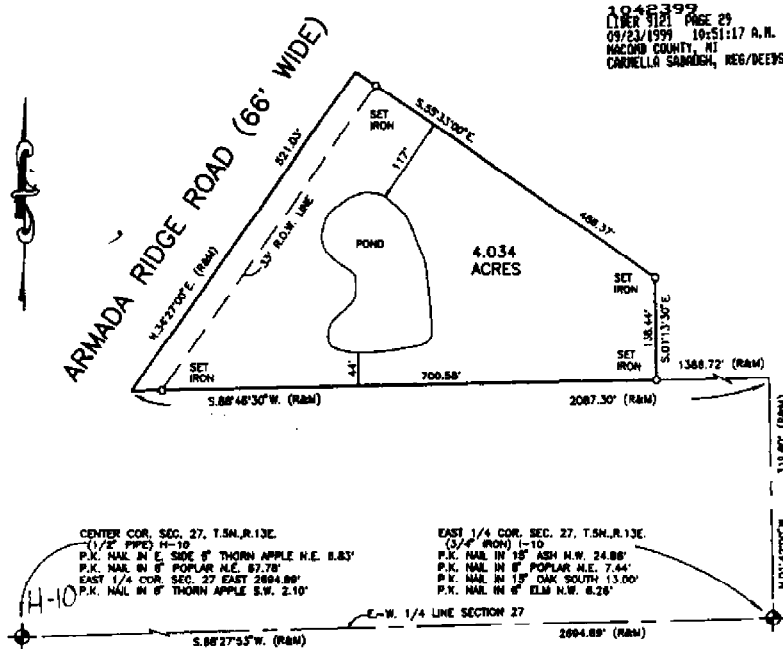 1042399
LIBER 9121 PAGE 29
09/23/1999 10:51:17 A.M.
MACOMB COUNTY, MI
CARMELLA SABAUGH, REG/DEEDS
ARMADA RIDGE ROAD (66' WIDE)
521.03'
N.34°27'00"E. (R&M)
33' R.O.W. LINE
SET
IRON
S.55°33'00"E.
117'
488.37'
POND
4.034
ACRES
SET
IRON
138.44'
S.01°13'30"E.
SET
IRON
SET
IRON
44'
700.58'
1388.72' (R&M)
S.88°46'30"W. (R&M)
2087.30' (R&M)
CENTER COR. SEC. 27, T.5N.,R.13E.
(1/2" PIPE) H-10
P.K. NAIL IN E. SIDE 6" THORN APPLE N.E. 8.83'
P.K. NAIL IN 8" POPLAR N.E. 67.78'
EAST 1/4 COR. SEC. 27 EAST 2694.89'
P.K. NAIL IN 6" THORN APPLE S.W. 2.10'
EAST 1/4 COR. SEC. 27, T.5N.,R.13E.
(3/4" IRON) I-10
P.K. NAIL IN 15" ASH N.W. 24.88'
P.K. NAIL IN 8" POPLAR N.E. 7.44'
P.K. NAIL IN 15" OAK SOUTH 13.00'
P.K. NAIL IN 6" ELM N.W. 6.26'
H-10
E.-W. 1/4 LINE SECTION 27
S.88°27'53"W. (R&M)
2694.89' (R&M)